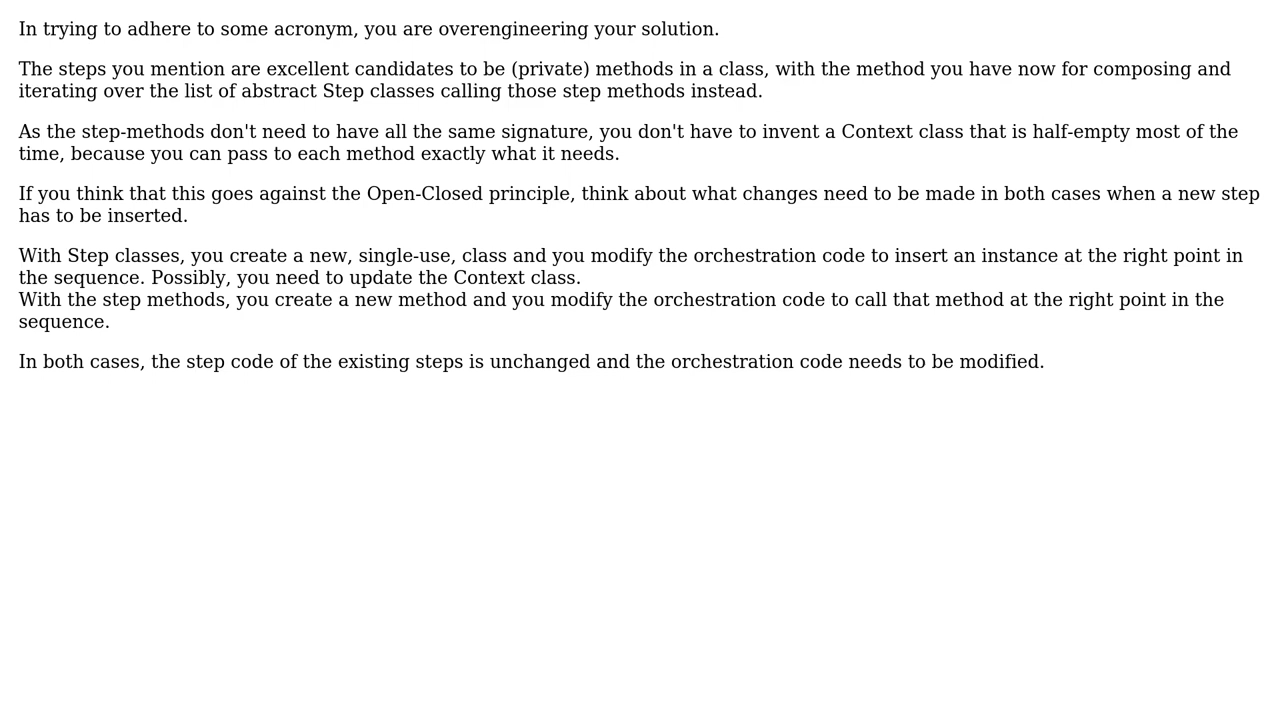 In trying to adhere to some acronym, you are overengineering your solution.
The steps you mention are excellent candidates to be (private) methods in a class, with the method you have now for composing and
iterating over the list of abstract Step classes calling those step methods instead.
As the step-methods don't need to have all the same signature, you don't have to invent a Context class that is half-empty most of the
time, because you can pass to each method exactly what it needs.
If you think that this goes against the Open-Closed principle, think about what changes need to be made in both cases when a new step
has to be inserted.
With Step classes, you create a new, single-use, class and you modify the orchestration code to insert an instance at the right point in
the sequence. Possibly, you need to update the Context class.
With the step methods, you create a new method and you modify the orchestration code to call that method at the right point in the
sequence.
In both cases, the step code of the existing steps is unchanged and the orchestration code needs to be modified.